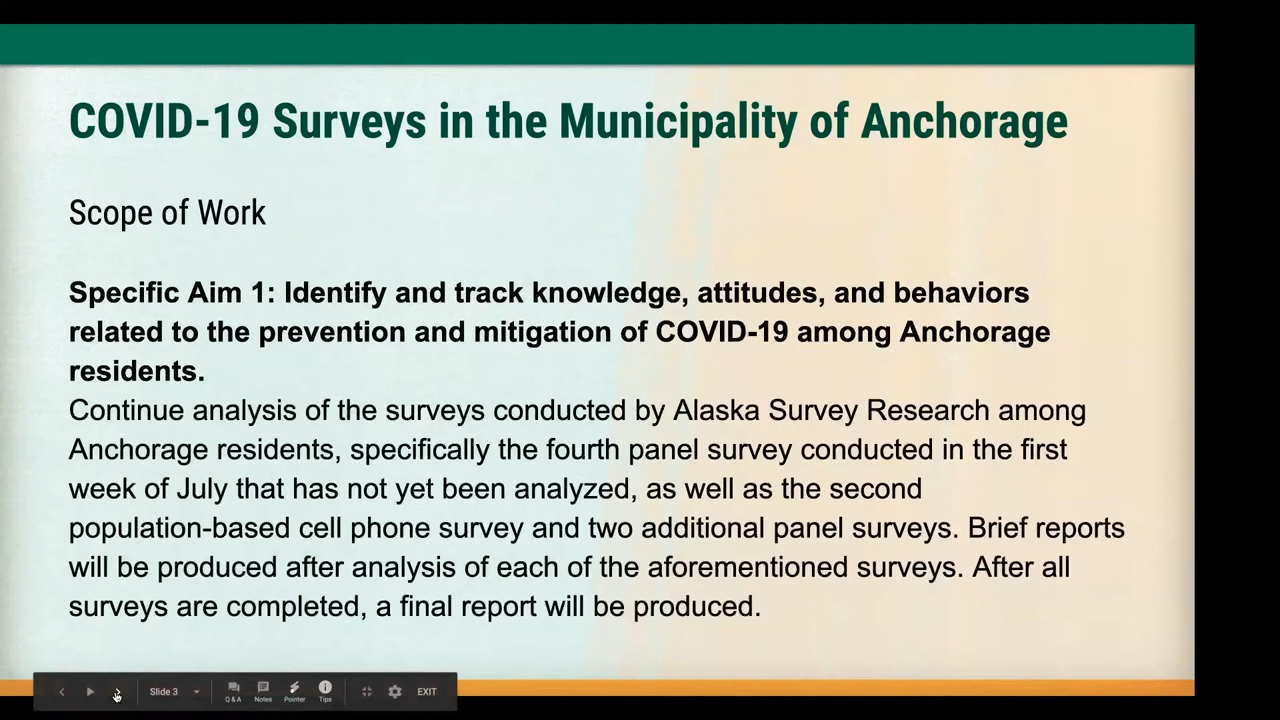 COVID-19 Surveys in the Municipality of Anchorage
Scope of Work
Specific Aim 1: Identify and track knowledge, attitudes, and behaviors
related to the prevention and mitigation of COVID-19 among Anchorage
residents.
Continue analysis of the surveys conducted by Alaska Survey Research among
Anchorage residents, specifically the fourth panel survey conducted in the first
week of July that has not yet been analyzed, as well as the second
population-based cell phone survey and two additional panel surveys. Brief reports
will be produced after analysis of each of the aforementioned surveys. After all
surveys are completed, a final report will be produced.
Slide 3
Q & A
Notes
Pointer
Tips
EXIT